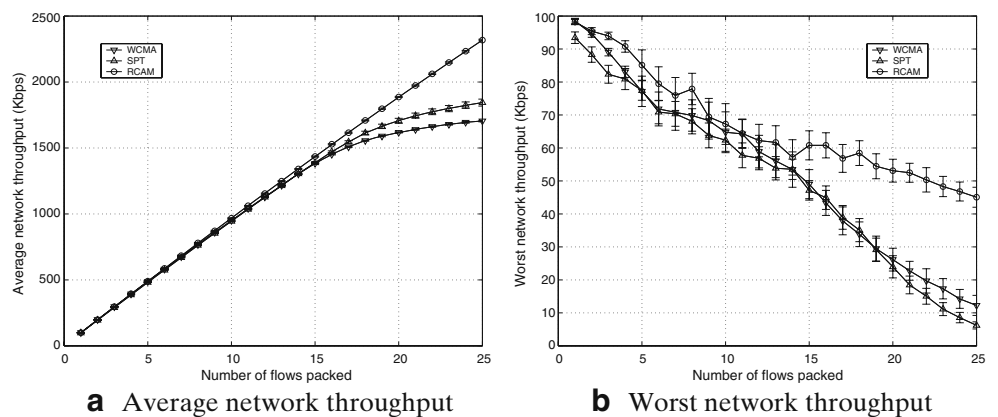 2500
2000
1500
1000
500
0
0
5
10
15
20
25
Average network throughput (Kbps)
Number of flows packed
WCMA
SPT
RCAM
a Average network throughput
100
90
80
70
60
50
40
30
20
10
0
0
5
10
15
20
25
Worst network throughput (Kbps)
Number of flows packed
WCMA
SPT
RCAM
b Worst network throughput